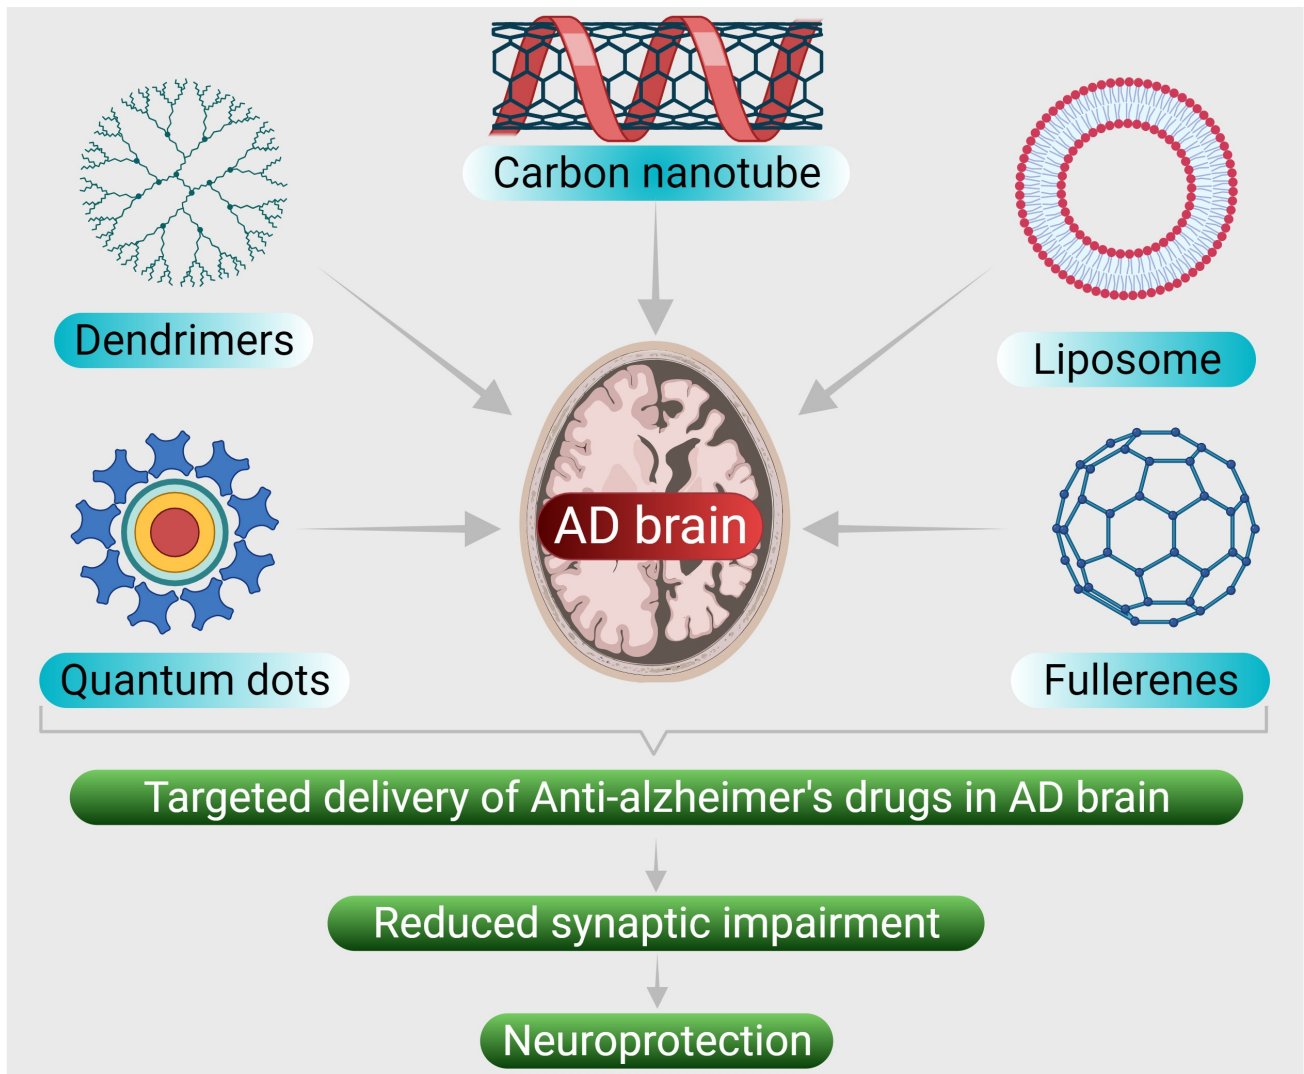 Carbon nanotube
Dendrimers
Liposome
AD brain
Quantum dots
Fullerenes
Targeted delivery of Anti-alzheimer's drugs in AD brain
Reduced synaptic impairment
Neuroprotection